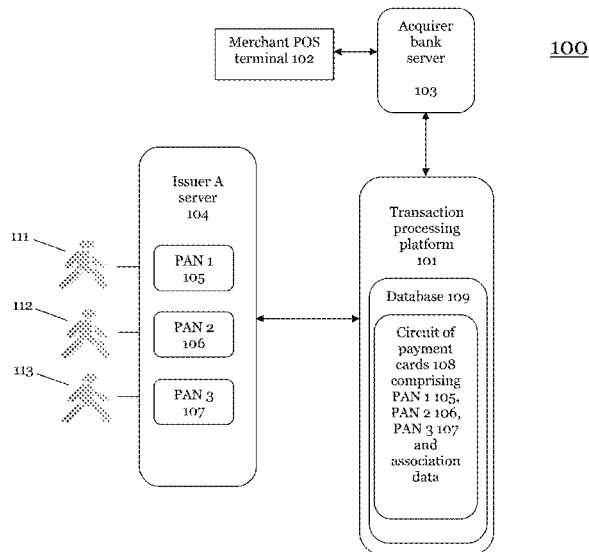 100
Merchant POS
terminal 102
Acquirer
bank
server
103
Issuer A
server
104
111
PAN 1
105
112
PAN 2
106
113
PAN 3
107
Transaction
processing
platform
101
Database 109
Circuit of
payment
cards 108
comprising
PAN 1 105,
PAN 2 106,
PAN 3 107
and
association
data